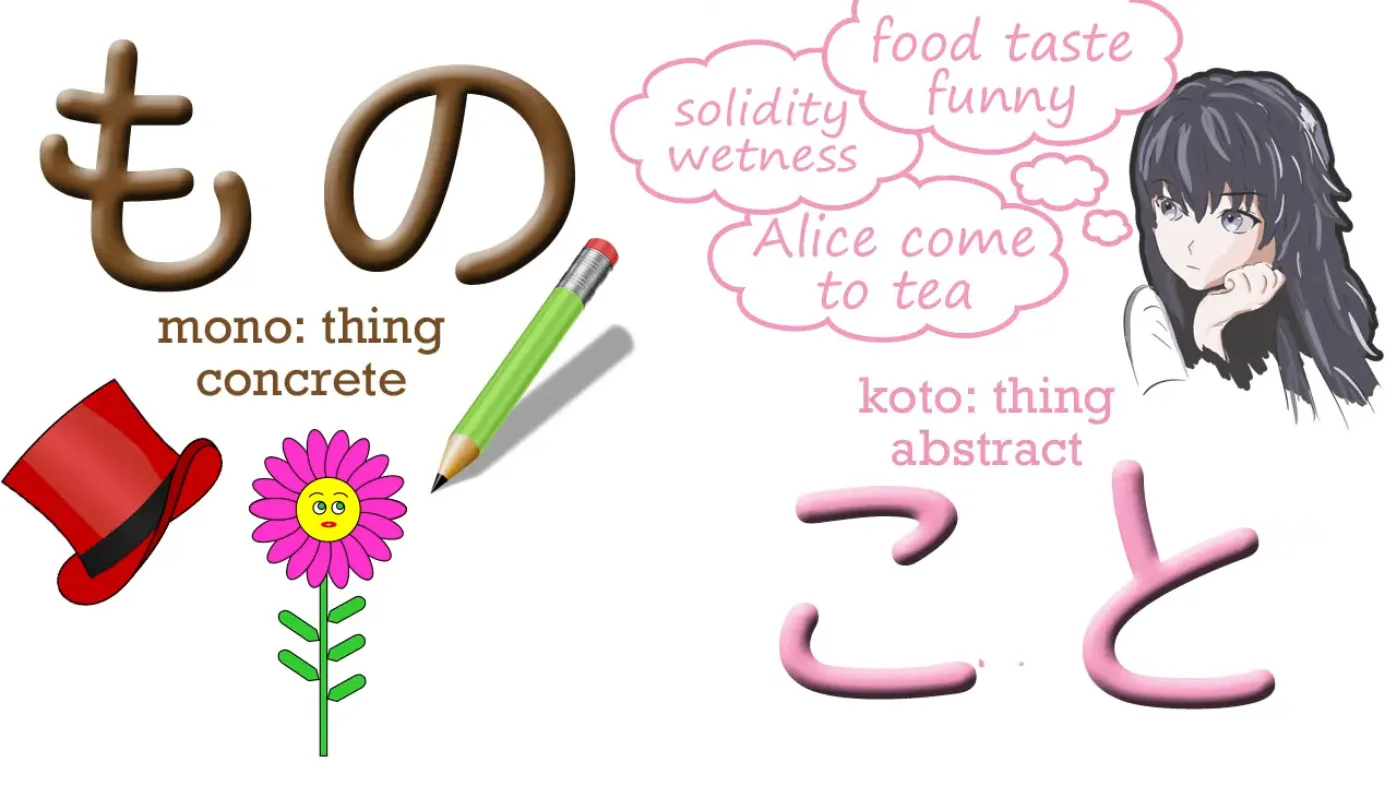 もの
mono: thing
concrete
food taste
funny
solidity
wetness
Alice come
to tea
koto: thing
abstract
こと